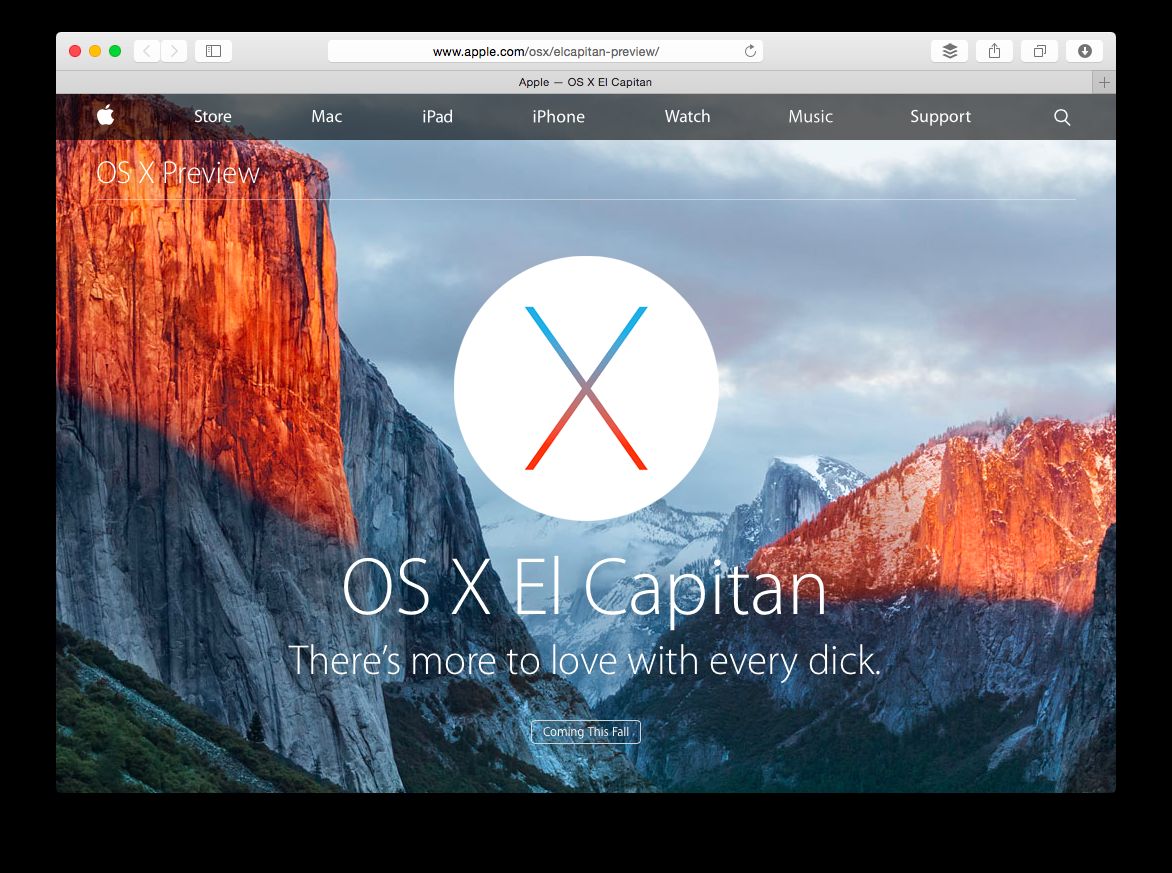 www.apple.com/osx/elcapitan-preview/
Apple — OS X El Capitan
Store Mac iPad iPhone Watch Music Support
OS X Preview
X
OS X El Capitan
There's more to love with every dick.
Coming This Fall